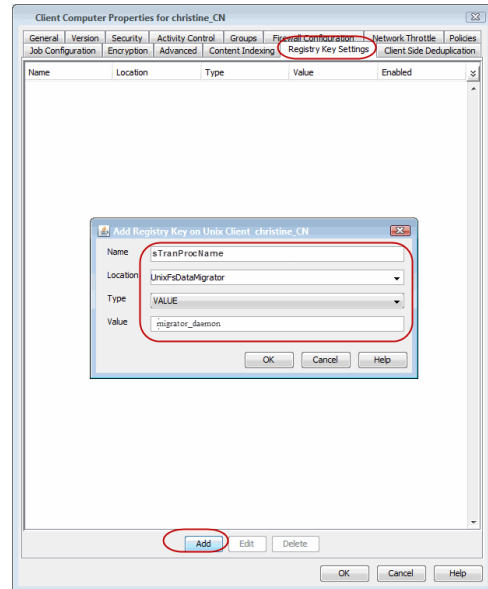 Client Computer Properties for christine_CN
General Version Security Activity Control Groups Firewall Configuration Network Throttle Policies
Job Configuration Encryption Advanced Content Indexing Registry Key Settings Client Side Deduplication
Name Location Type Value Enabled
Add Registry Key on Unix Client christine_CN
Name sTranProcName
Location UnixFsDataMigrator
Type VALUE
Value migrator_daemon
OK Cancel Help
Add Edit Delete
OK Cancel Help